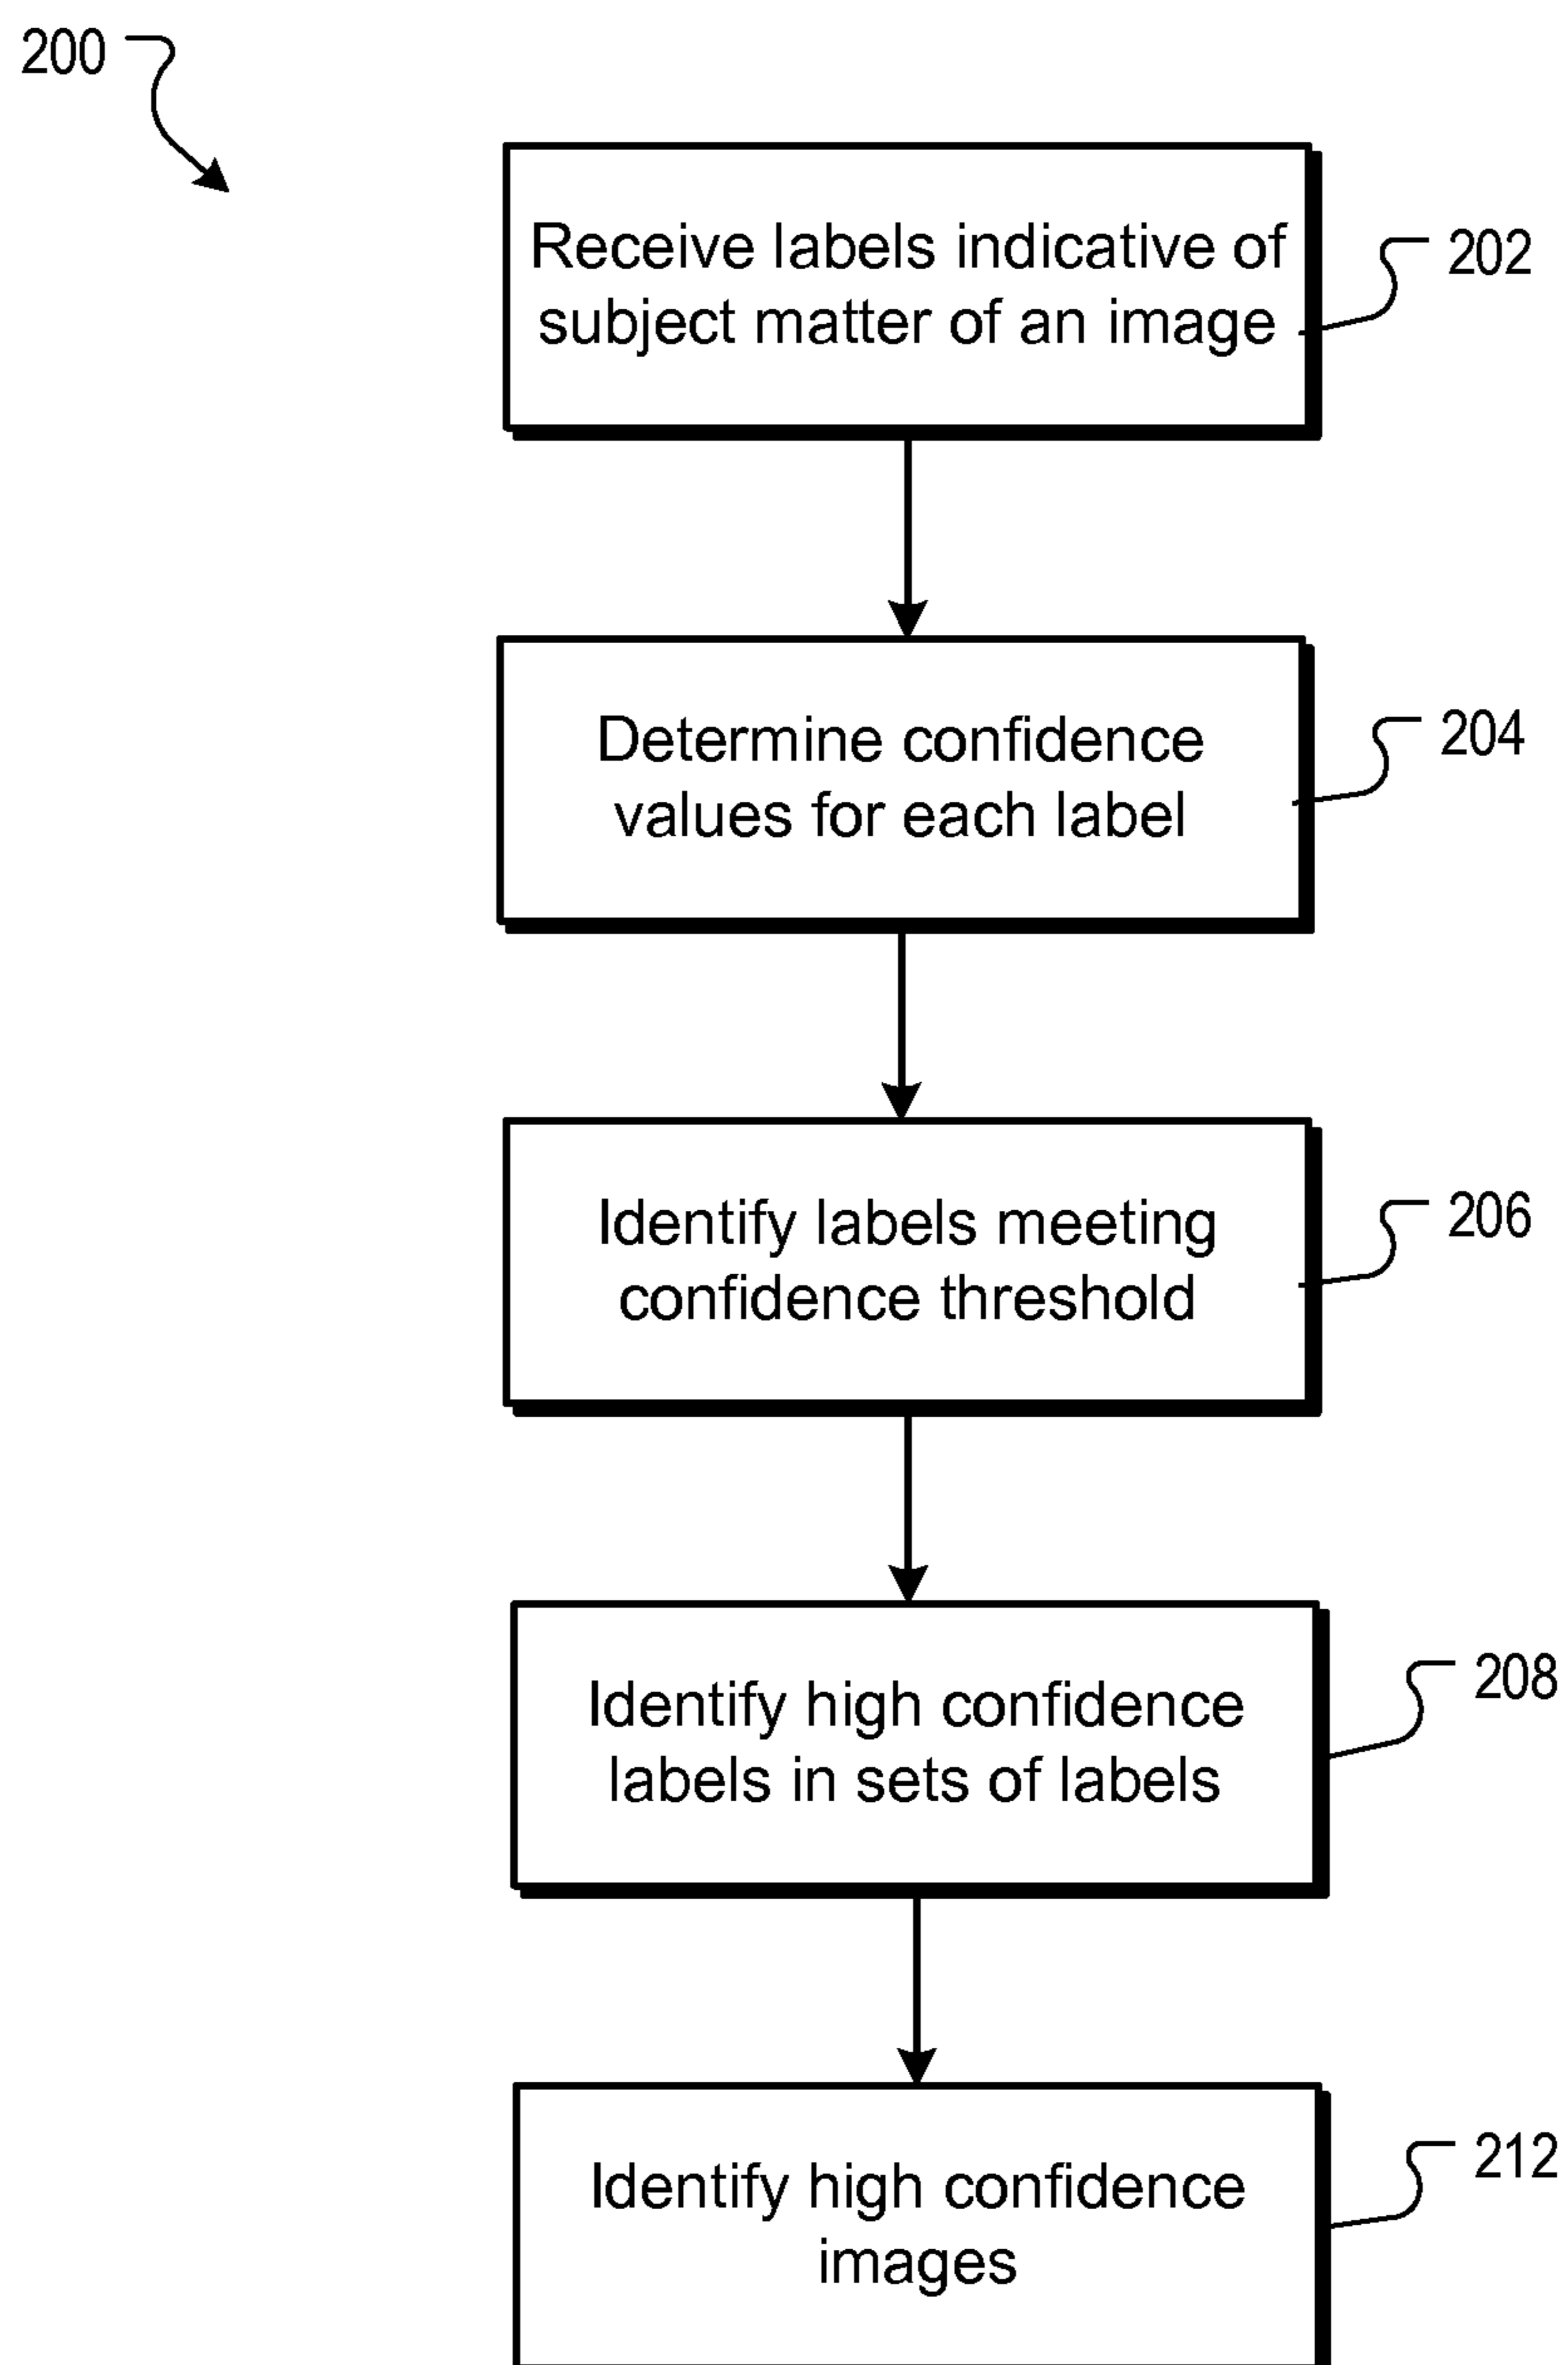 200
Receive labels indicative of
subject matter of an image
202
Determine confidence
values for each label
204
Identify labels meeting
confidence threshold
206
Identify high confidence
labels in sets of labels
208
Identify high confidence
images
212